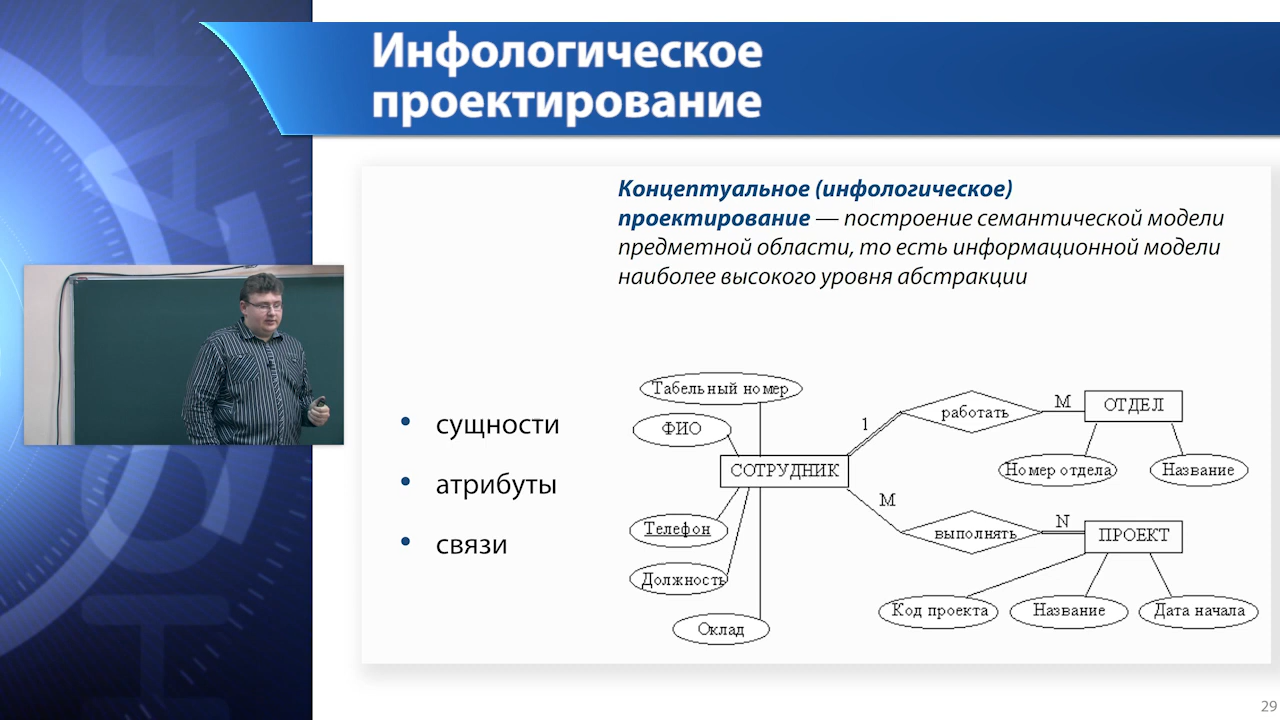 Инфологическое
проектирование
Концептуальное (инфологическое)
проектирование — построение семантической модели
предметной области, то есть информационной модели
наиболее высокого уровня абстракции
• сущности
• атрибуты
• связи
Табельный номер
ФИО
СОТРУДНИК
Телефон
Должность
Оклад
1
работать
М
ОТДЕЛ
Номер отдела
Название
М
выполнять
N
ПРОЕКТ
Код проекта
Название
Дата начала
29